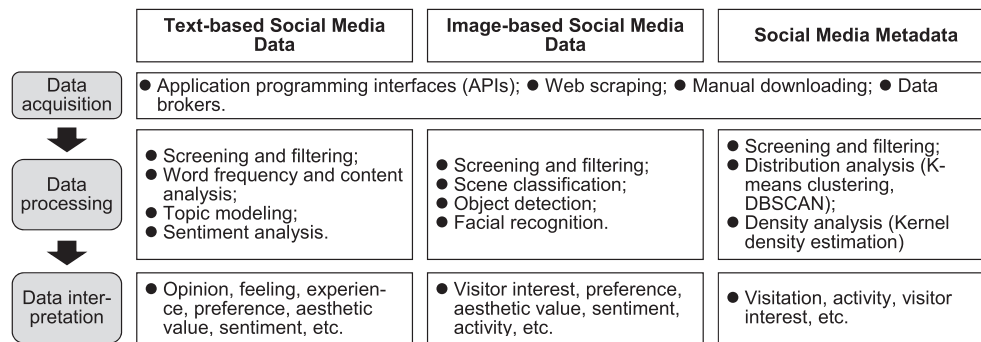 Text-based Social Media
Data
Image-based Social Media
Data
Social Media Metadata
Data
acquisition
● Application programming interfaces (APIs); ● Web scraping; ● Manual downloading; ● Data
brokers.
Data
processing
● Screening and filtering;
● Word frequency and content
analysis;
● Topic modeling;
● Sentiment analysis.
● Screening and filtering;
● Scene classification;
● Object detection;
● Facial recognition.
● Screening and filtering;
● Distribution analysis (K-
means clustering,
DBSCAN);
● Density analysis (Kernel
density estimation)
Data inter-
pretation
● Opinion, feeling, experien-
ce, preference, aesthetic
value, sentiment, etc.
● Visitor interest, preference,
aesthetic value, sentiment,
activity, etc.
● Visitation, activity, visitor
interest, etc.